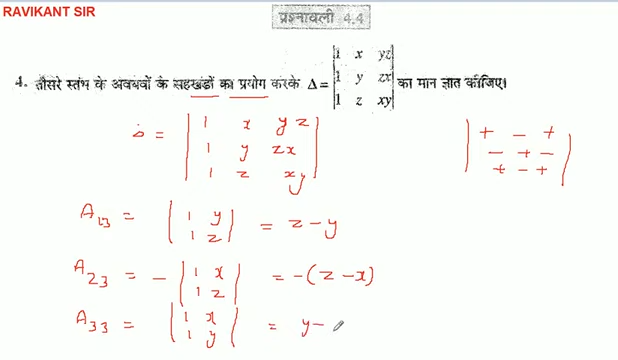 RAVIKANT SIR
प्रश्नावली 4.4
4. तीसरे स्तंभ के अवयवों के सहखंडों का प्रयोग करके Δ = |1 x yz; 1 y zx; 1 z xy| का मान ज्ञात कीजिए।
Δ = |1 x yz; 1 y zx; 1 z xy|
|+ − +; − + −; + − +|
A13 = |1 y; 1 z| = z − y
A23 = − |1 x; 1 z| = −(z − x)
A33 = |1 x; 1 y| = y −